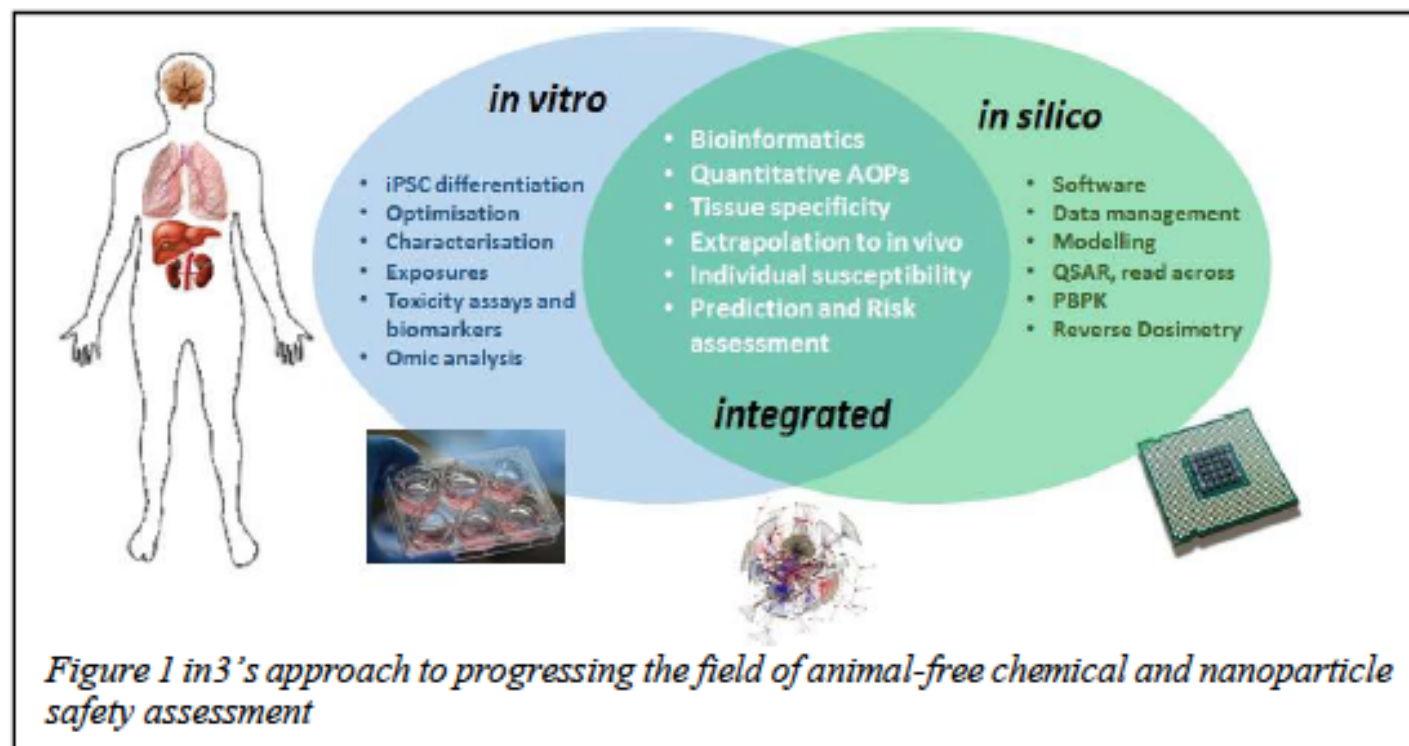 in vitro
• iPSC differentiation
• Optimisation
• Characterisation
• Exposures
• Toxicity assays and
biomarkers
• Omic analysis
• Bioinformatics
• Quantitative AOPs
• Tissue specificity
• Extrapolation to in vivo
• Individual susceptibility
• Prediction and Risk
assessment
integrated
in silico
• Software
• Data management
• Modelling
• QSAR, read across
• PBPK
• Reverse Dosimetry
Figure 1 in3's approach to progressing the field of animal-free chemical and nanoparticle
safety assessment